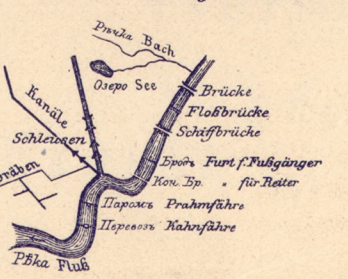 Рѣчка Bach
Озеро See
Kanäle
Schleusen
räben
Brücke
Floßbrücke
Schiffbrücke
Бродъ Furt f. Fußgänger
Кон. Бр. " für Reiter
Паромъ Prahmfähre
Перевозъ Kahnfähre
Рѣка Fluß